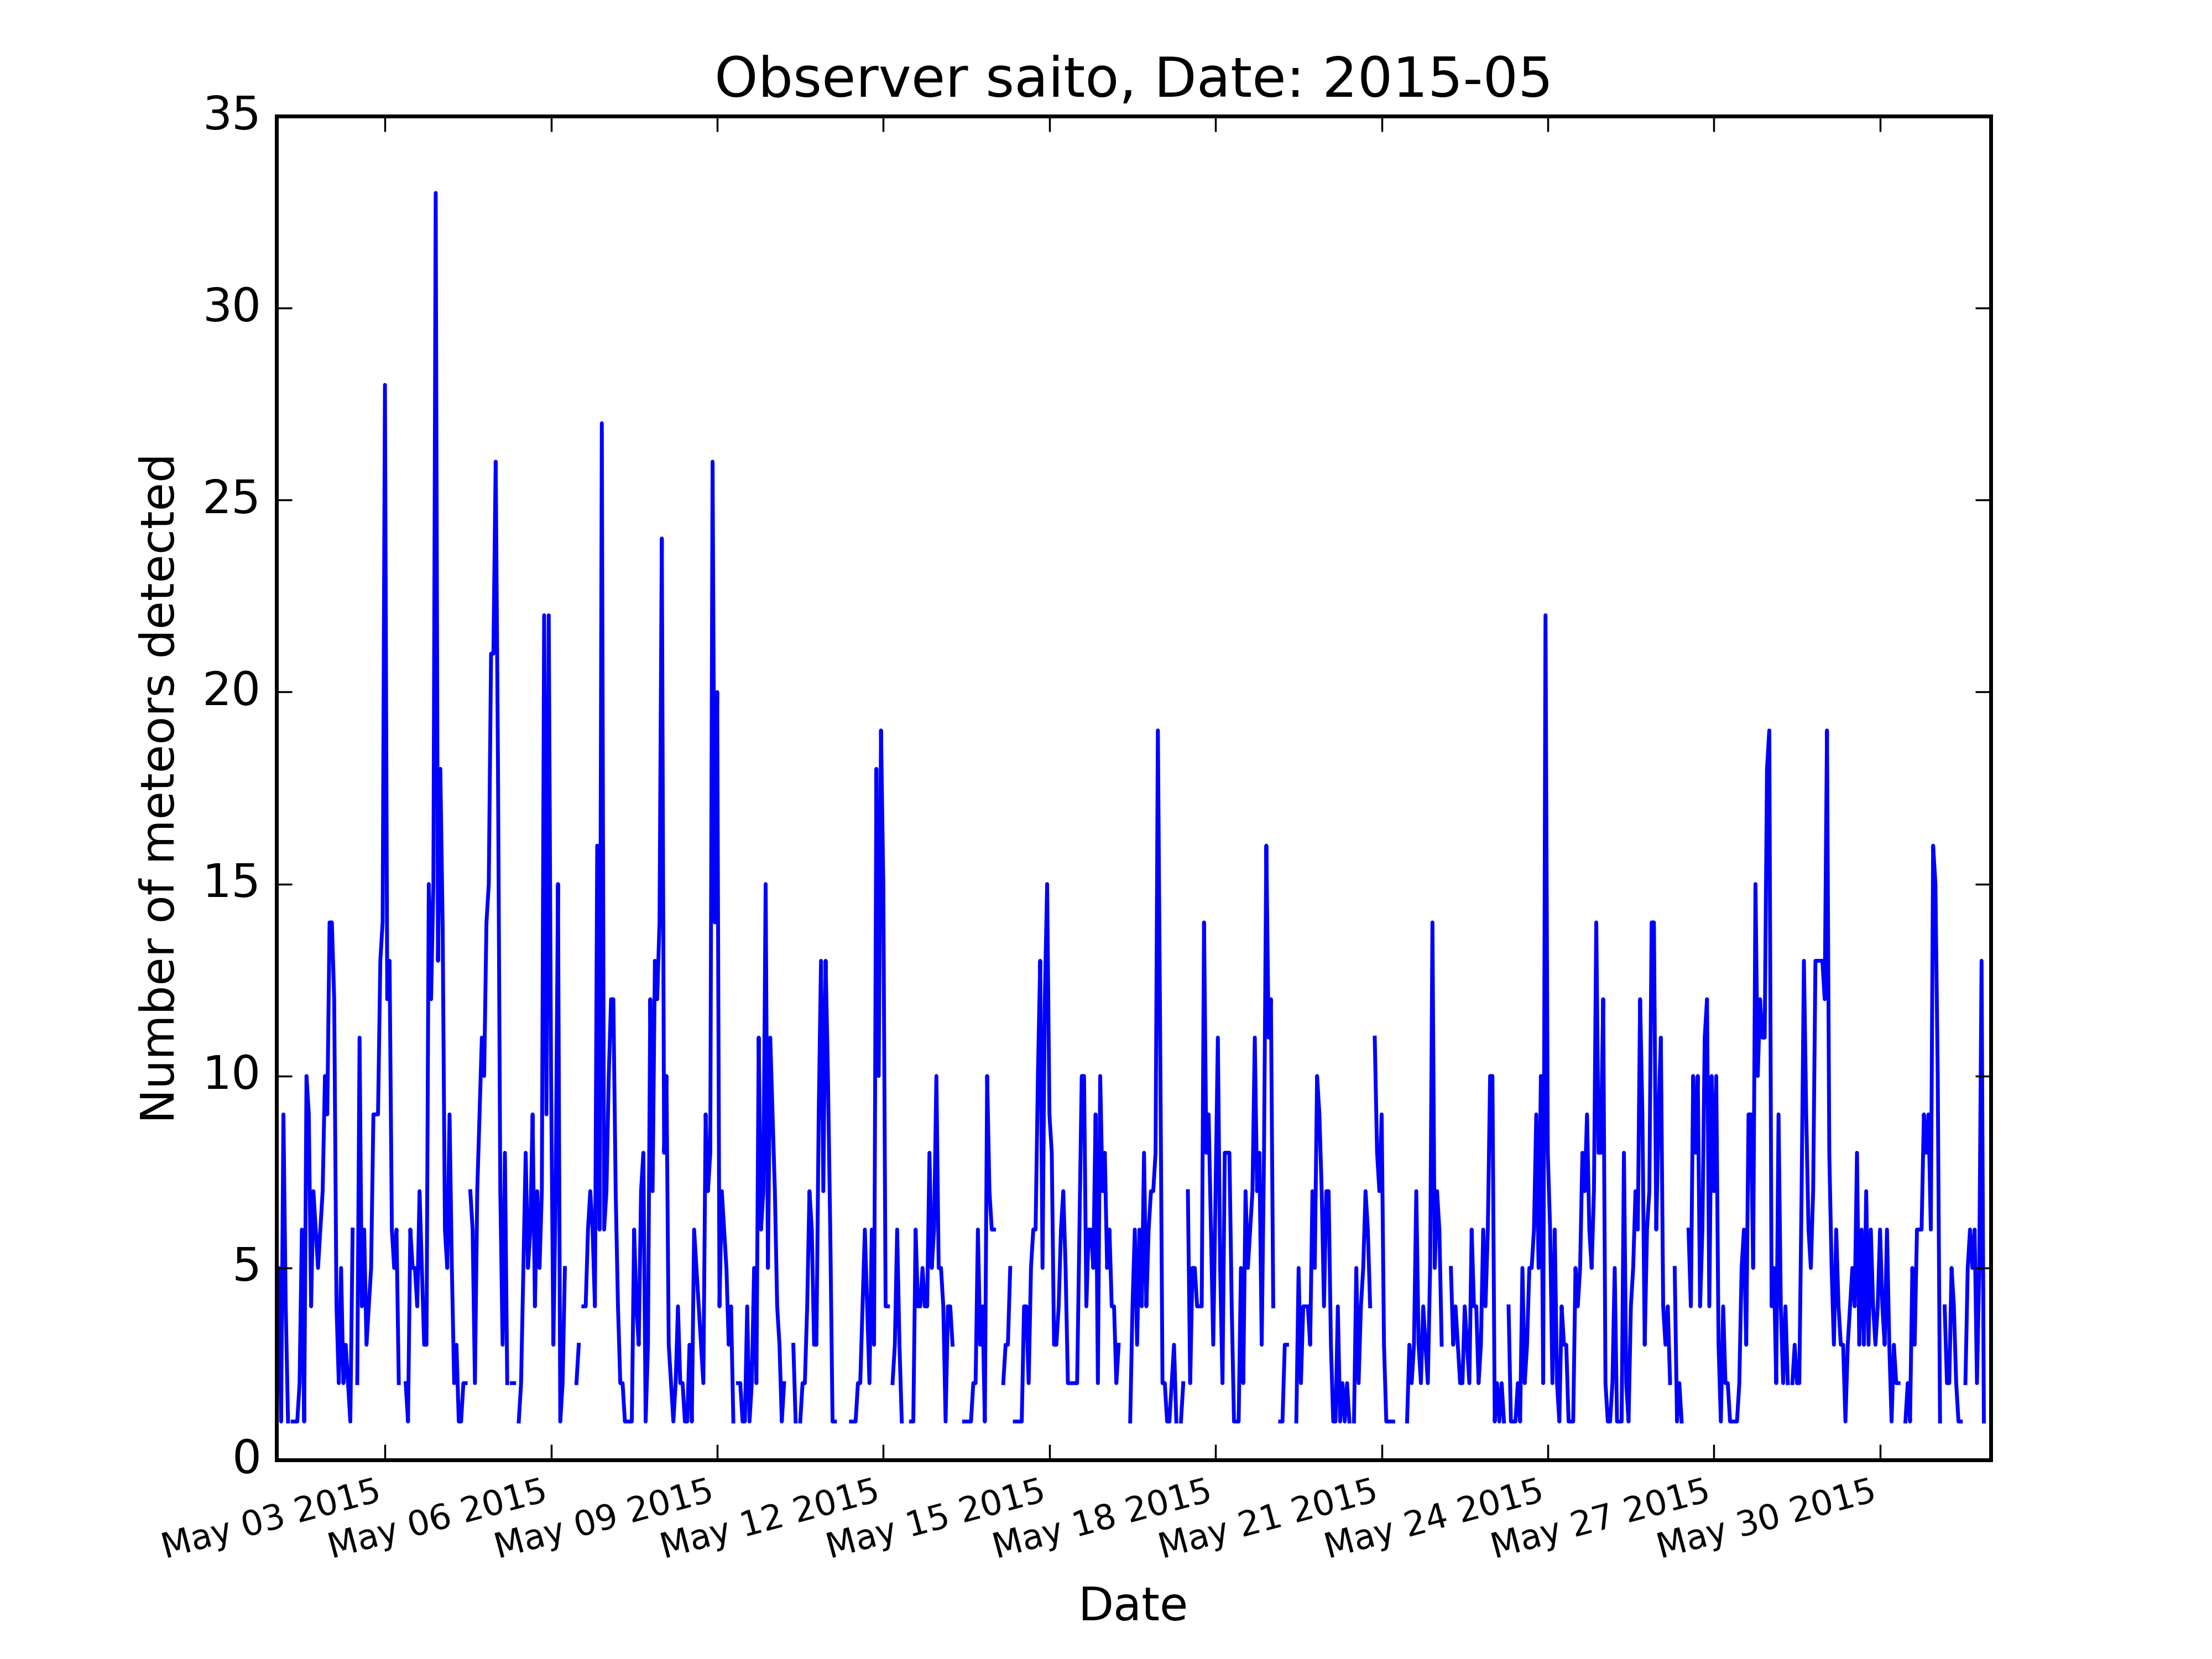 Observer saito, Date: 2015-05
35
30
25
20
15
10
5
0
Number of meteors detected
May 03 2015
May 06 2015
May 09 2015
May 12 2015
May 15 2015
May 18 2015
May 21 2015
May 24 2015
May 27 2015
May 30 2015
Date